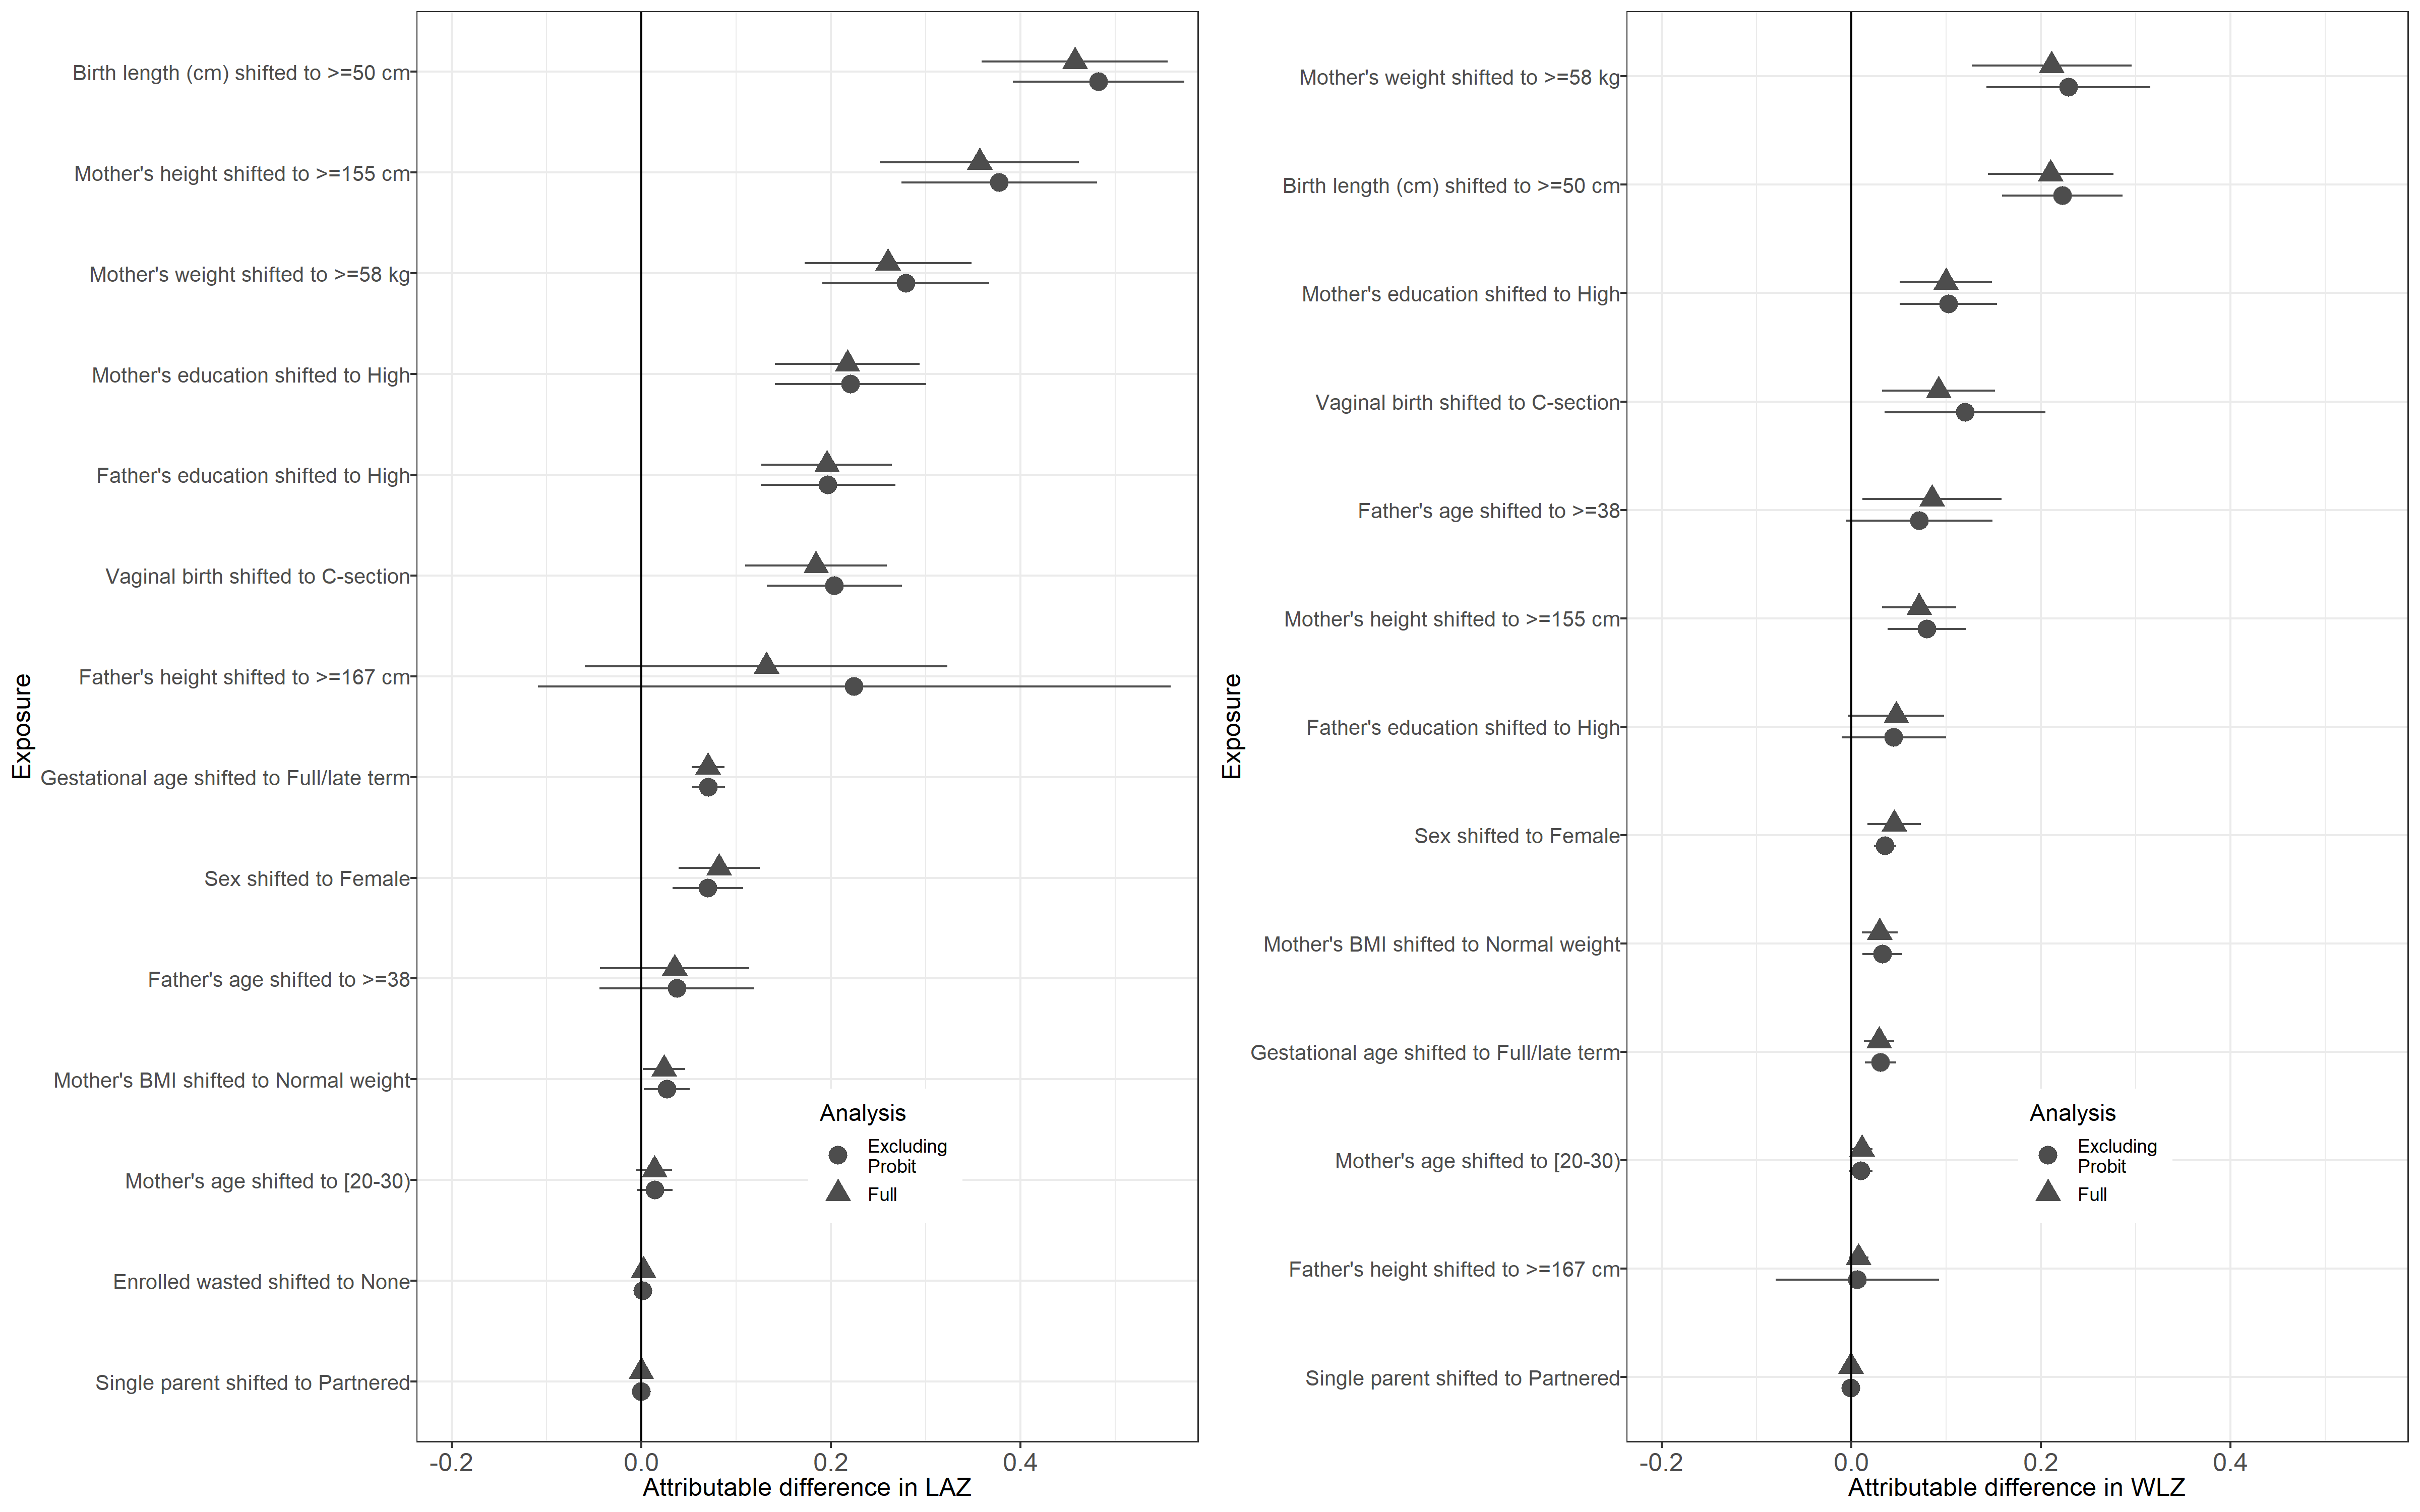 Exposure
Birth length (cm) shifted to >=50 cm
Mother's height shifted to >=155 cm
Mother's weight shifted to >=58 kg
Mother's education shifted to High
Father's education shifted to High
Vaginal birth shifted to C-section
Father's height shifted to >=167 cm
Gestational age shifted to Full/late term
Sex shifted to Female
Father's age shifted to >=38
Mother's BMI shifted to Normal weight
Mother's age shifted to [20-30)
Enrolled wasted shifted to None
Single parent shifted to Partnered
Analysis
Excluding
Probit
Full
-0.2 0.0 0.2 0.4
Attributable difference in LAZ
Exposure
Mother's weight shifted to >=58 kg
Birth length (cm) shifted to >=50 cm
Mother's education shifted to High
Vaginal birth shifted to C-section
Father's age shifted to >=38
Mother's height shifted to >=155 cm
Father's education shifted to High
Sex shifted to Female
Mother's BMI shifted to Normal weight
Gestational age shifted to Full/late term
Mother's age shifted to [20-30)
Father's height shifted to >=167 cm
Single parent shifted to Partnered
Analysis
Excluding
Probit
Full
-0.2 0.0 0.2 0.4
Attributable difference in WLZ